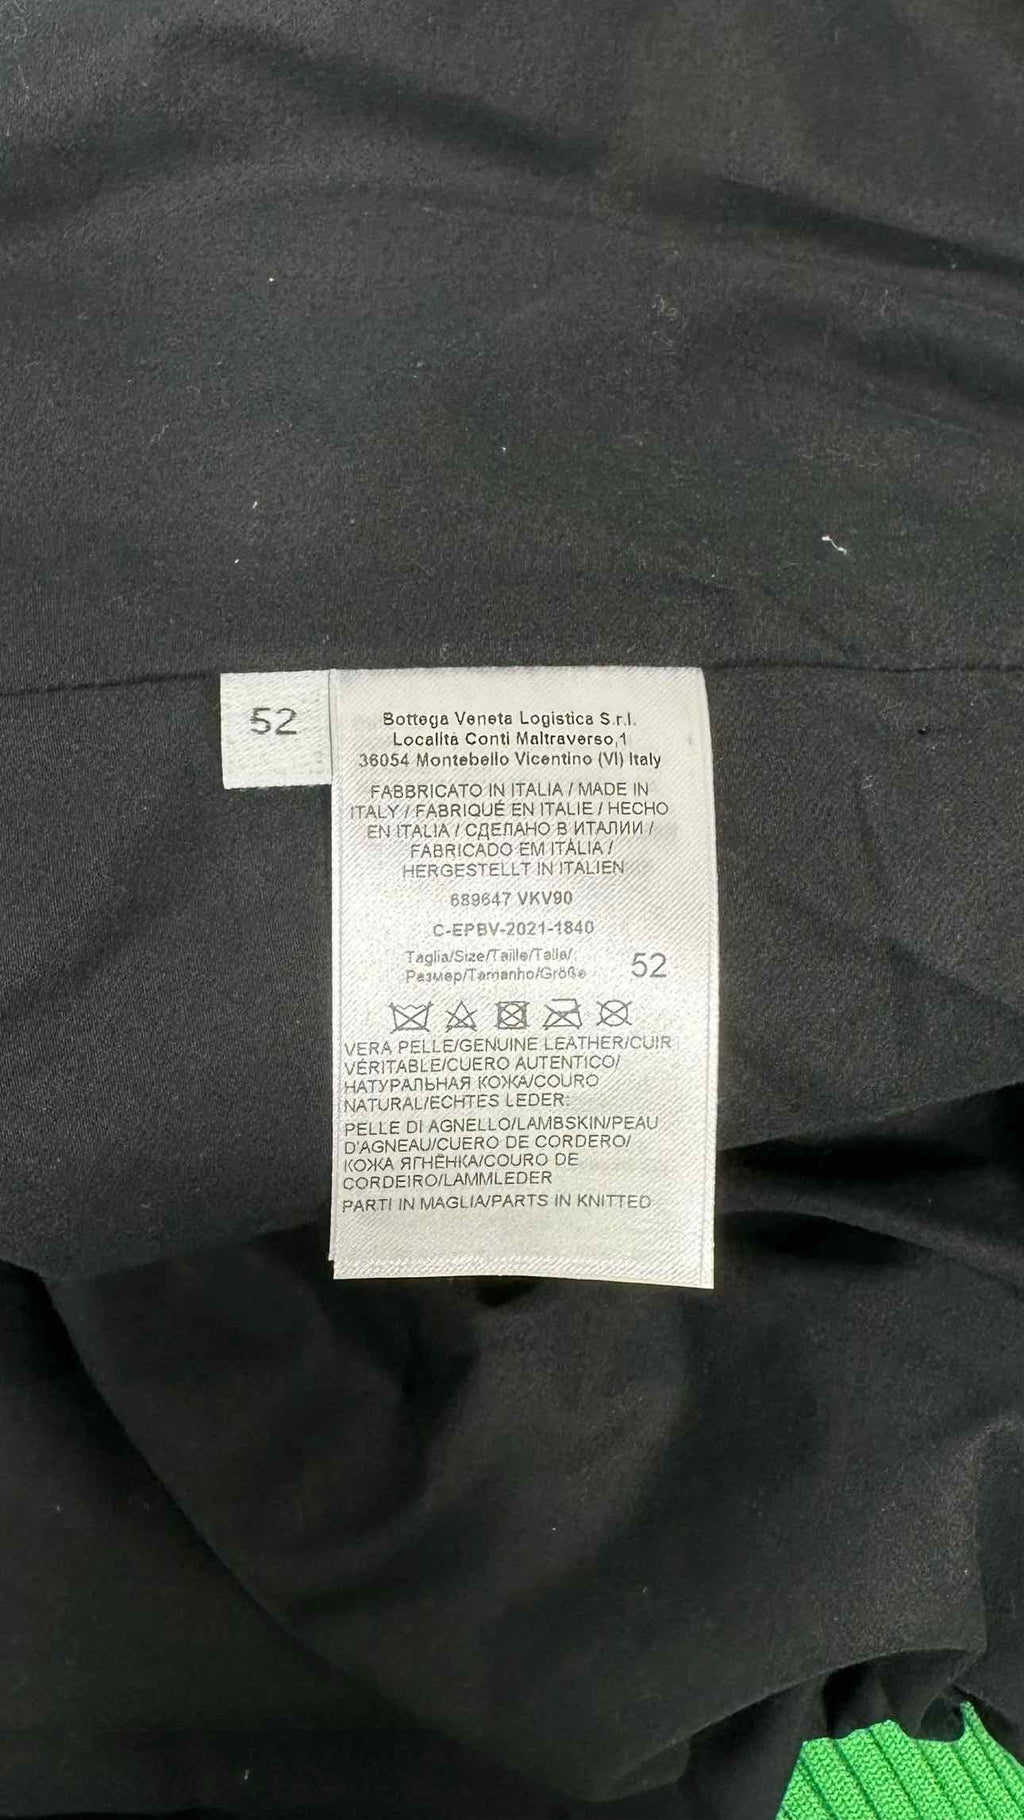 52
Bottega Veneta Logistica S.r.l.
Località Conti Maltraverso,1
36054 Montebello Vicentino (VI) Italy
FABBRICATO IN ITALIA / MADE IN
ITALY / FABRIQUÉ EN ITALIE / HECHO
EN ITALIA / СДЕЛАНО В ИТАЛИИ /
FABRICADO EM ITÁLIA /
HERGESTELLT IN ITALIEN
689647 VKV90
C-EPBV-2021-1840
Taglia/Size/Taille/Talla/
Размер/Tamanho/Größe 52
VERA PELLE/GENUINE LEATHER/CUIR
VÉRITABLE/CUERO AUTENTICO/
НАТУРАЛЬНАЯ КОЖА/COURO
NATURAL/ECHTES LEDER:
PELLE DI AGNELLO/LAMBSKIN/PEAU
D'AGNEAU/CUERO DE CORDERO/
КОЖА ЯГНЁНКА/COURO DE
CORDEIRO/LAMMLEDER
PARTI IN MAGLIA/PARTS IN KNITTED